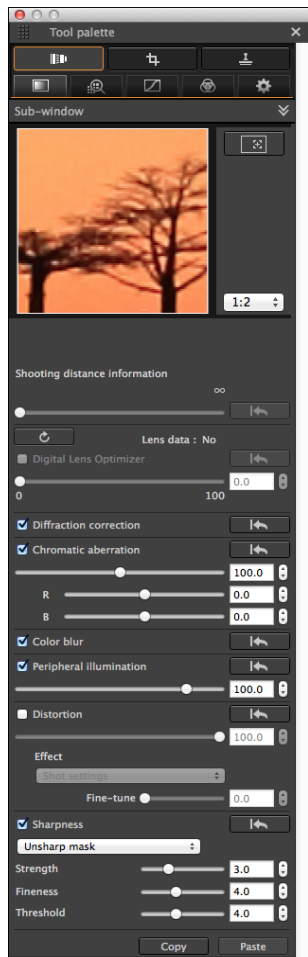 Tool palette
Sub-window
1:2
Shooting distance information
∞
Lens data : No
Digital Lens Optimizer
0.0
0 100
Diffraction correction
Chromatic aberration
100.0
R 0.0
B 0.0
Color blur
Peripheral illumination
100.0
Distortion
100.0
Effect
Shot settings
Fine-tune 0.0
Sharpness
Unsharp mask
Strength 3.0
Fineness 4.0
Threshold 4.0
Copy Paste